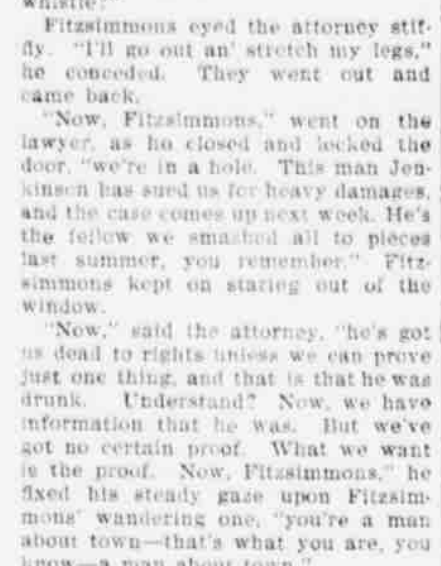 whistle?"
Fitzsimmons eyed the attorney stif-
fly. "I'll go out an' stretch my legs,"
he conceded. They went out and
came back.
"Now, Fitzsimmons," went on the
lawyer, as he closed and locked the
door, "we're in a hole. This man Jen-
kinsen has sued us for heavy damages,
and the case comes up next week. He's
the fellow we smashed all to pieces
last summer, you remember." Fitz-
simmons kept on staring out of the
window.
"Now," said the attorney, "he's got
us dead to rights unless we can prove
just one thing, and that is that he was
drunk. Understand? Now, we have
information that he was. But we've
got no certain proof. What we want
is the proof. Now, Fitzsimmons," he
fixed his steady gaze upon Fitzsim-
mons' wandering one, "you're a man
about town—that's what you are, you
know—a man about town."